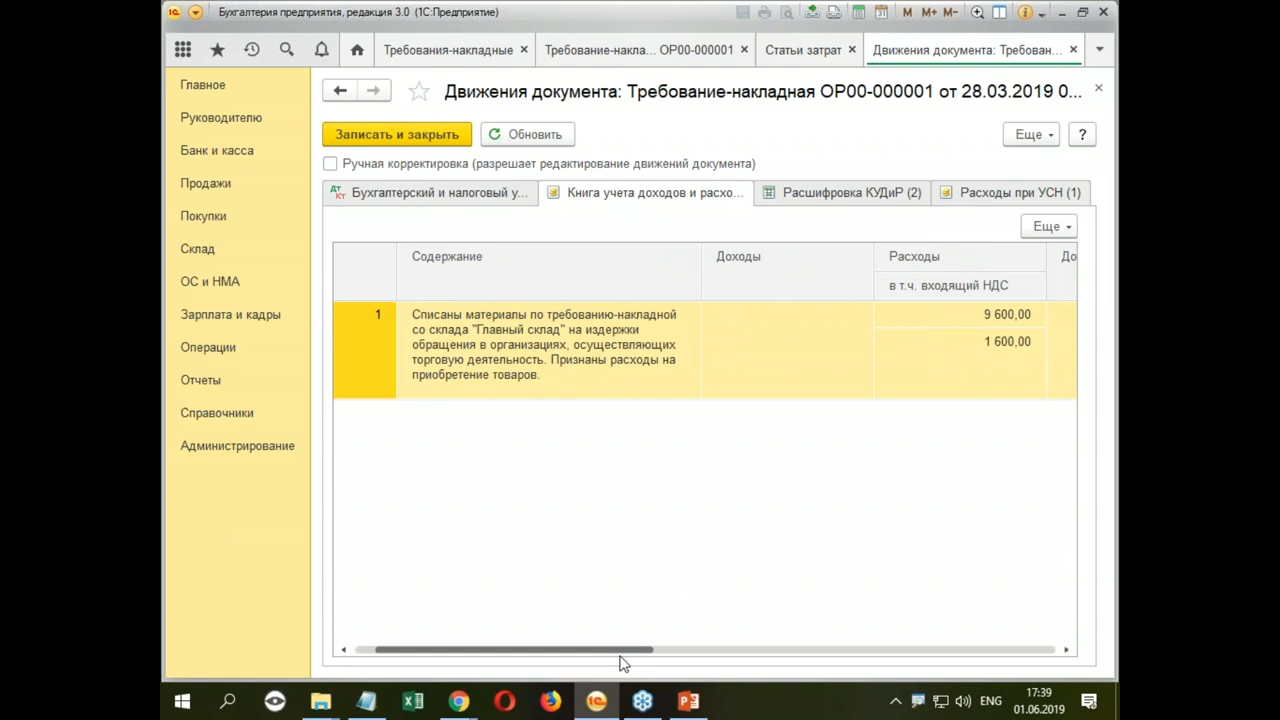 Бухгалтерия предприятия, редакция 3.0 (1С:Предприятие)
M M+ M-
Требования-накладные
Требование-накла... ОР00-000001
Статьи затрат
Движения документа: Требован...
Главное
Руководителю
Банк и касса
Продажи
Покупки
Склад
ОС и НМА
Зарплата и кадры
Операции
Отчеты
Справочники
Администрирование
Движения документа: Требование-накладная ОР00-000001 от 28.03.2019 0...
Записать и закрыть
Обновить
Еще
?
Ручная корректировка (разрешает редактирование движений документа)
Дт Кт Бухгалтерский и налоговый у...
Книга учета доходов и расхо...
Расшифровка КУДиР (2)
Расходы при УСН (1)
Еще
Содержание
Доходы
Расходы
До
в т.ч. входящий НДС
1
Списаны материалы по требованию-накладной
со склада "Главный склад" на издержки
обращения в организациях, осуществляющих
торговую деятельность. Признаны расходы на
приобретение товаров.
9 600,00
1 600,00
ENG
17:39
01.06.2019